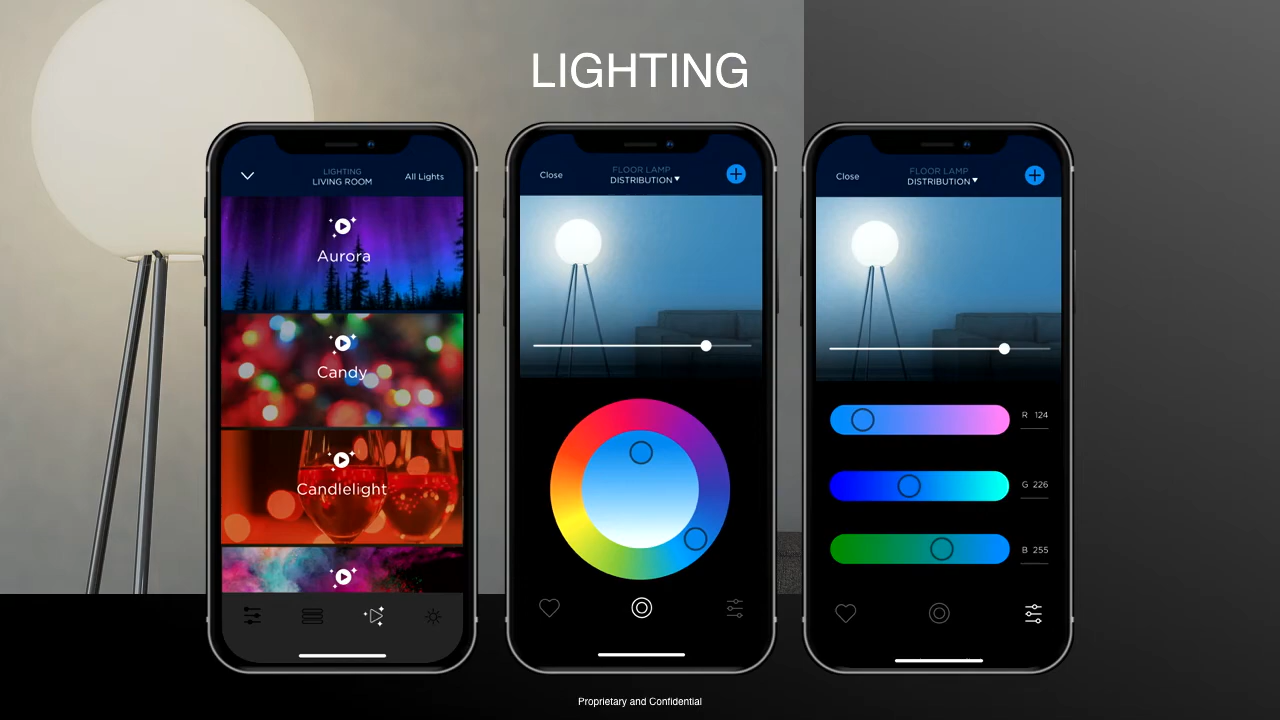 LIGHTING
LIGHTING
LIVING ROOM
All Lights
Aurora
Candy
Candlelight
Close
FLOOR LAMP
DISTRIBUTION
Close
FLOOR LAMP
DISTRIBUTION
R 124
G 226
B 255
Proprietary and Confidential